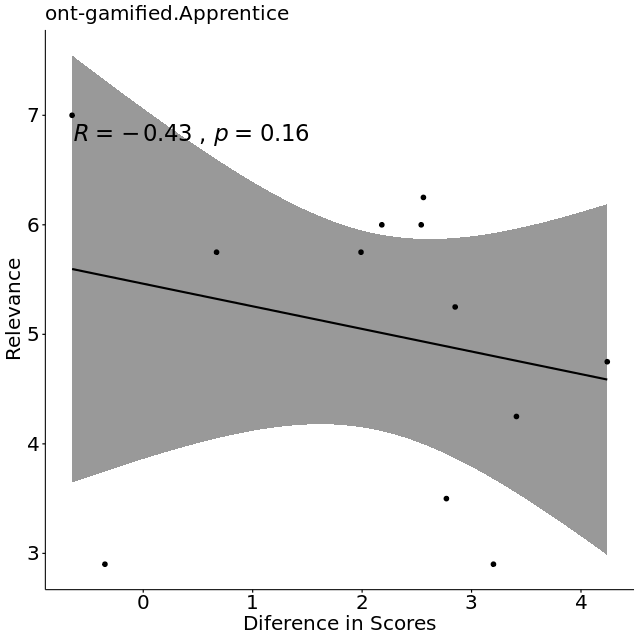 ont-gamified.Apprentice
R = −0.43 , p = 0.16
7
6
5
4
3
Relevance
0 1 2 3 4
Diference in Scores